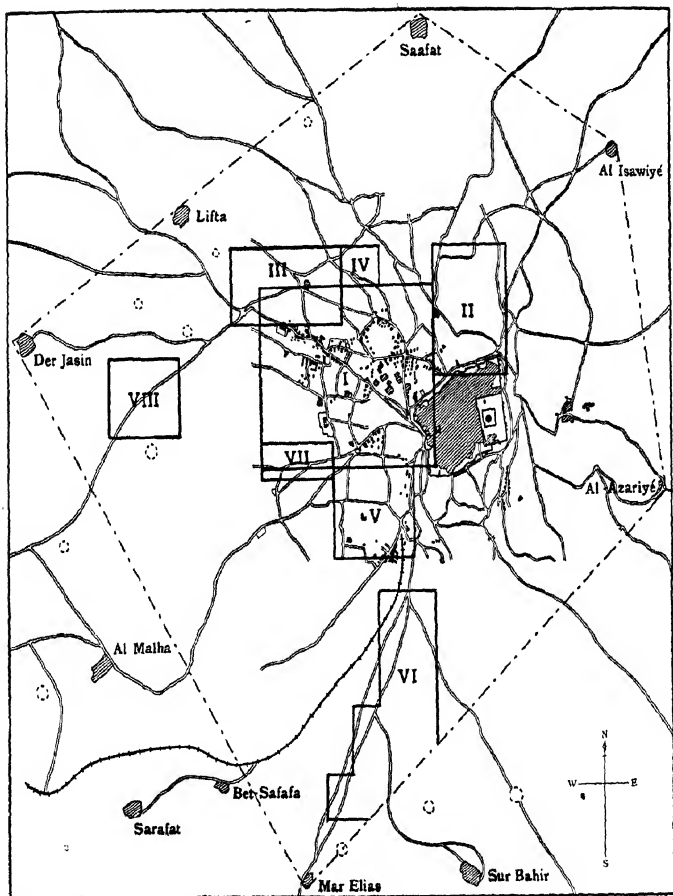 Saafat
Al Isawiyé
Lifta
III
IV
II
Der Jasin
I
VIII
VII
Al-Azariyé
V
Al Malha
VI
N
W
E
S
Bet-Safafa
Sarafat
Sur Bahir
Mar Elias